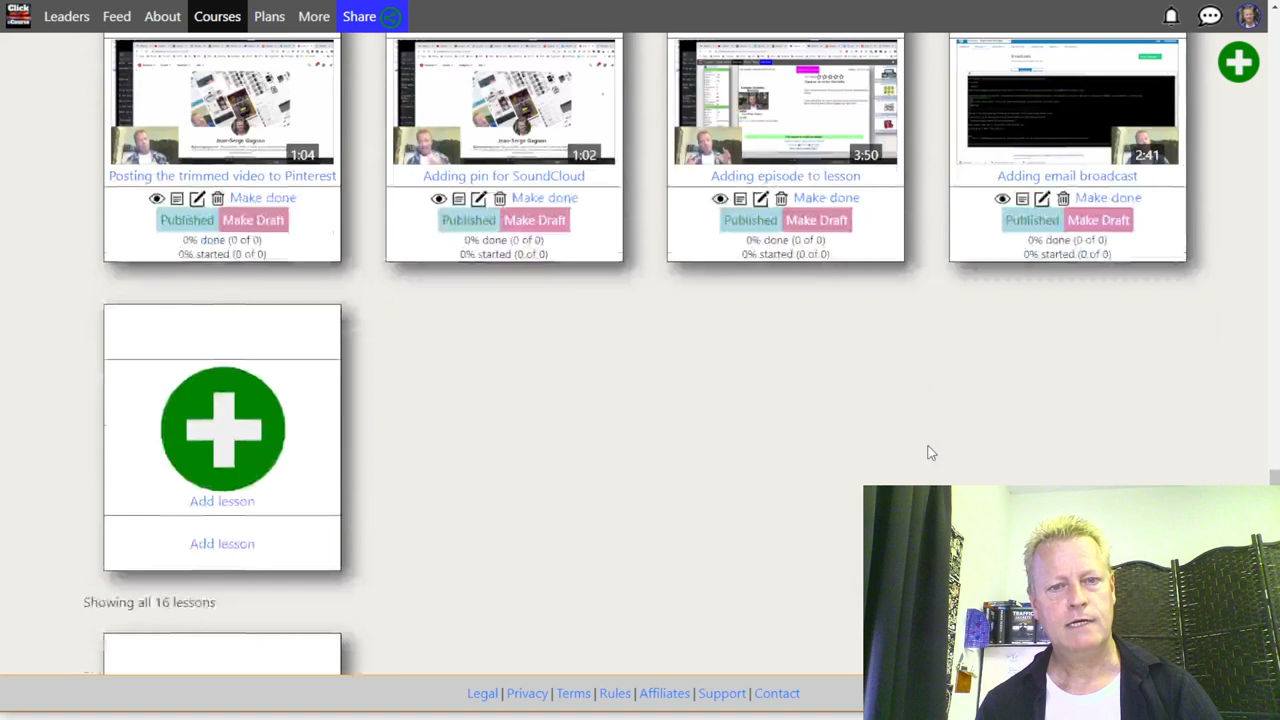 Click
eCourse
Leaders Feed About Courses Plans More Share
1:04 1:02 3:50 2:41
Posting the trimmed video to Pinterest Adding pin for SoundCloud Adding episode to lesson Adding email broadcast
Make done Make done Make done Make done
Published Make Draft Published Make Draft Published Make Draft Published Make Draft
0% done (0 of 0) 0% done (0 of 0) 0% done (0 of 0) 0% done (0 of 0)
0% started (0 of 0) 0% started (0 of 0) 0% started (0 of 0) 0% started (0 of 0)
Add lesson
Add lesson
Showing all 16 lessons
TRAFFIC
Legal | Privacy | Terms | Rules | Affiliates | Support | Contact